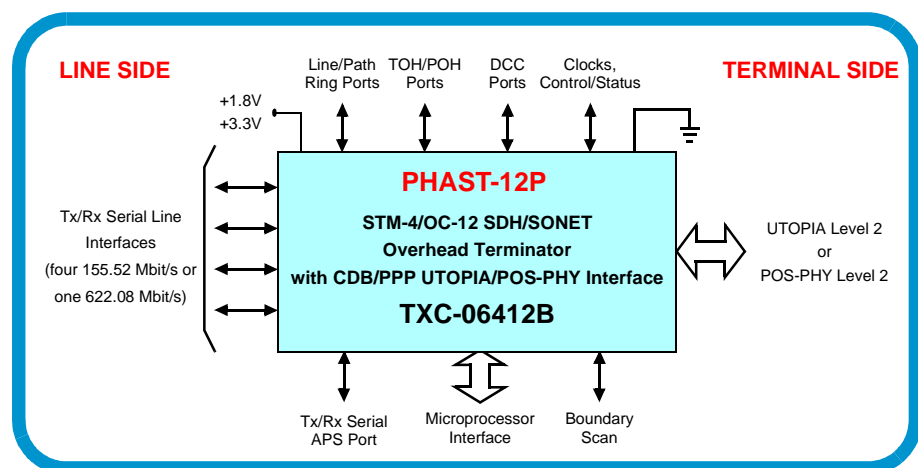 LINE SIDE
TERMINAL SIDE
Line/Path
Ring Ports
TOH/POH
Ports
DCC
Ports
Clocks,
Control/Status
+1.8V
+3.3V
Tx/Rx Serial Line
Interfaces
(four 155.52 Mbit/s or
one 622.08 Mbit/s)
PHAST-12P
STM-4/OC-12 SDH/SONET
Overhead Terminator
with CDB/PPP UTOPIA/POS-PHY Interface
TXC-06412B
UTOPIA Level 2
or
POS-PHY Level 2
Tx/Rx Serial
APS Port
Microprocessor
Interface
Boundary
Scan